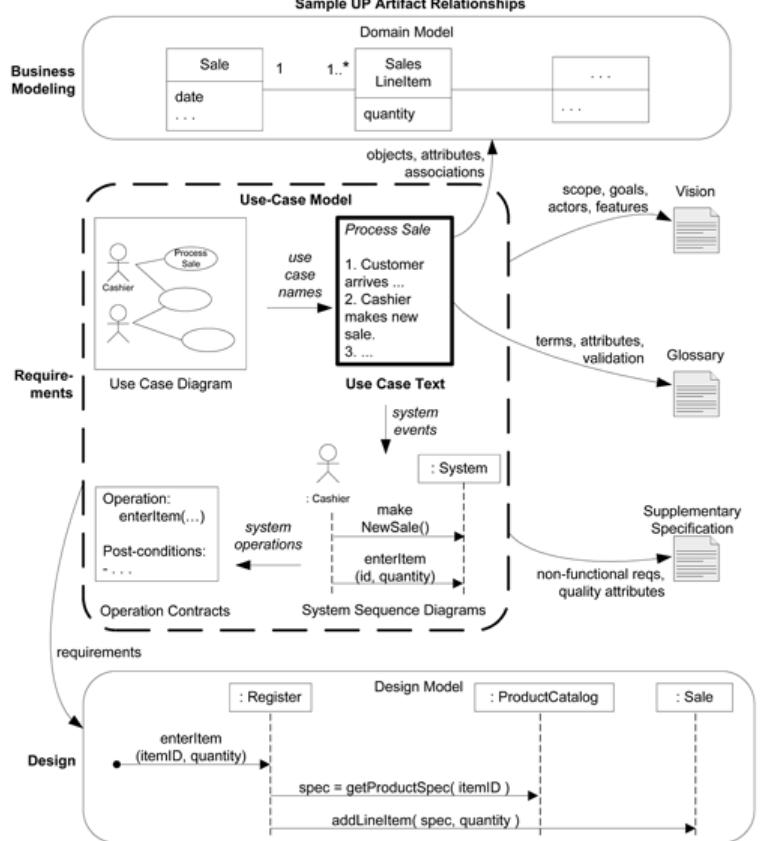 Sample UP Artifact Relationships
Domain Model
Business
Modeling
Sale
1
1..*
Sales
LineItem
. . .
date
. . .
quantity
. . .
objects, attributes,
associations
Use-Case Model
scope, goals,
actors, features
Vision
Process
Sale
Cashier
use
case
names
Process Sale
1. Customer
arrives ...
2. Cashier
makes new
sale.
3. ...
terms, attributes,
validation
Glossary
Require-
ments
Use Case Diagram
Use Case Text
system
events
: System
: Cashier
Operation:
enterItem(…)
Post-conditions:
- . . .
system
operations
make
NewSale()
enterItem
(id, quantity)
Supplementary
Specification
non-functional reqs,
quality attributes
Operation Contracts
System Sequence Diagrams
requirements
Design Model
: Register
: ProductCatalog
: Sale
Design
enterItem
(itemID, quantity)
spec = getProductSpec( itemID )
addLineItem( spec, quantity )